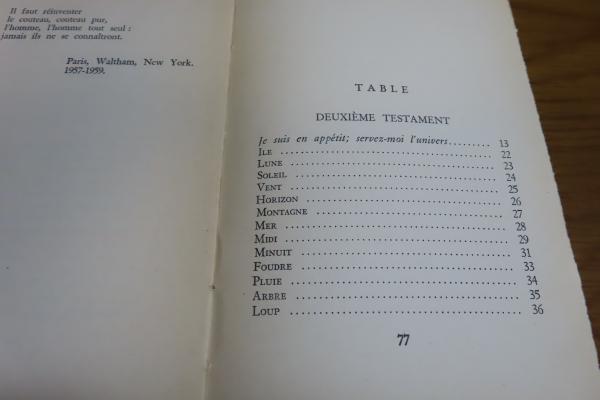 Il faut réinventer
le couteau, couteau pur,
l'homme, l'homme tout seul :
jamais ils ne se connaîtront.
Paris, Waltham, New York.
1957-1959.
TABLE
DEUXIÈME TESTAMENT
Je suis en appétit; servez-moi l'univers......... 13
ILE .......................................... 22
LUNE ......................................... 23
SOLEIL ....................................... 24
VENT ......................................... 25
HORIZON ...................................... 26
MONTAGNE ..................................... 27
MER .......................................... 28
MIDI ......................................... 29
MINUIT ....................................... 31
FOUDRE ....................................... 33
PLUIE ........................................ 34
ARBRE ........................................ 35
LOUP ......................................... 36
77